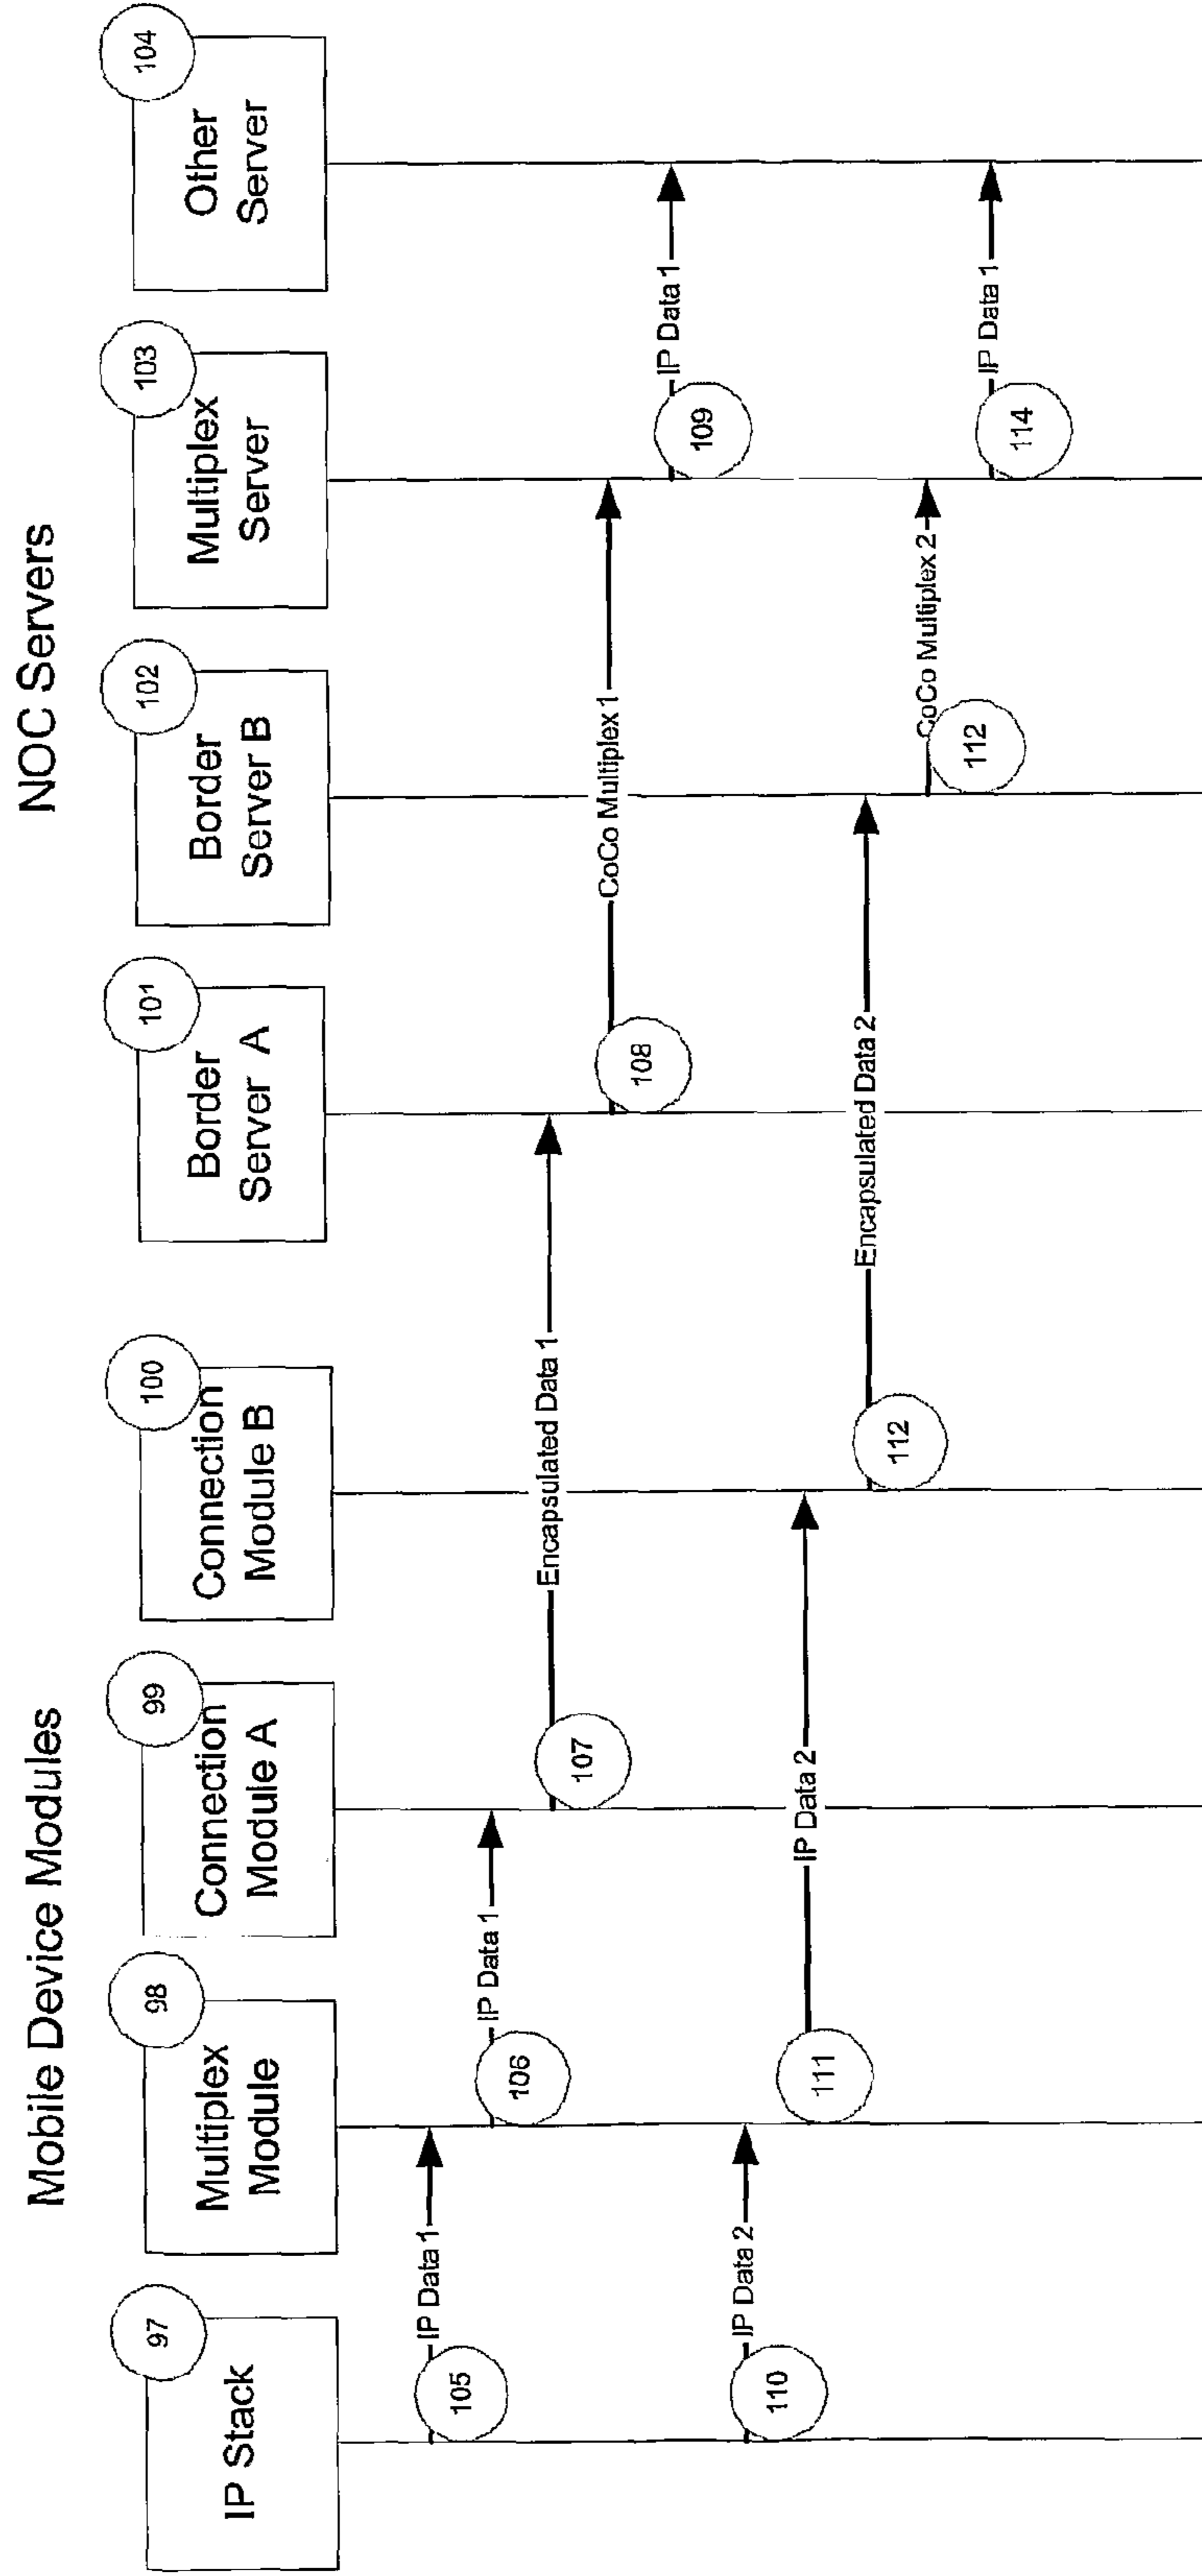 Mobile Device Modules
NOC Servers
97
IP Stack
98
Multiplex
Module
99
Connection
Module A
100
Connection
Module B
101
Border
Server A
102
Border
Server B
103
Multiplex
Server
104
Other
Server
IP Data 1
105
IP Data 1
106
Encapsulated Data 1
107
CoCo Multiplex 1
108
IP Data 1
109
IP Data 2
110
IP Data 2
111
Encapsulated Data 2
112
CoCo Multiplex 2
112
IP Data 1
114